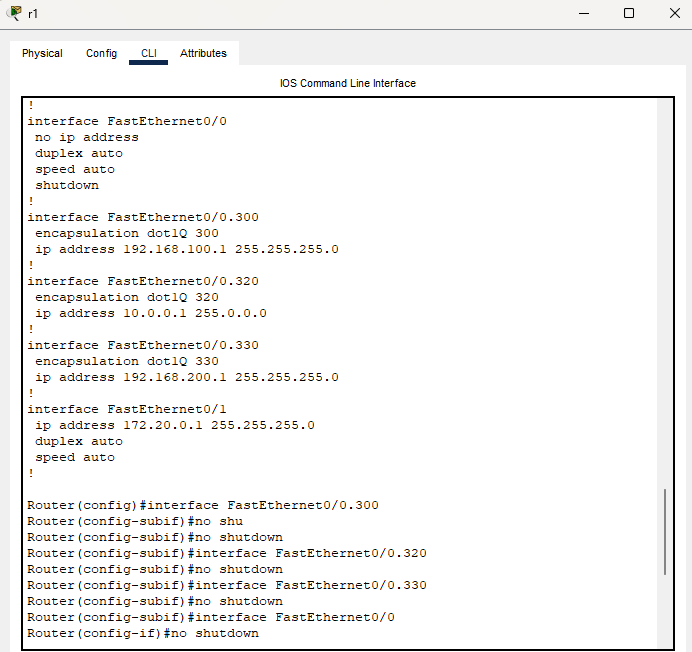 r1
Physical Config CLI Attributes
IOS Command Line Interface
!
interface FastEthernet0/0
 no ip address
 duplex auto
 speed auto
 shutdown
!
interface FastEthernet0/0.300
 encapsulation dot1Q 300
 ip address 192.168.100.1 255.255.255.0
!
interface FastEthernet0/0.320
 encapsulation dot1Q 320
 ip address 10.0.0.1 255.0.0.0
!
interface FastEthernet0/0.330
 encapsulation dot1Q 330
 ip address 192.168.200.1 255.255.255.0
!
interface FastEthernet0/1
 ip address 172.20.0.1 255.255.255.0
 duplex auto
 speed auto
!
Router(config)#interface FastEthernet0/0.300
Router(config-subif)#no shu
Router(config-subif)#no shutdown
Router(config-subif)#interface FastEthernet0/0.320
Router(config-subif)#no shutdown
Router(config-subif)#interface FastEthernet0/0.330
Router(config-subif)#no shutdown
Router(config-subif)#interface FastEthernet0/0
Router(config-if)#no shutdown